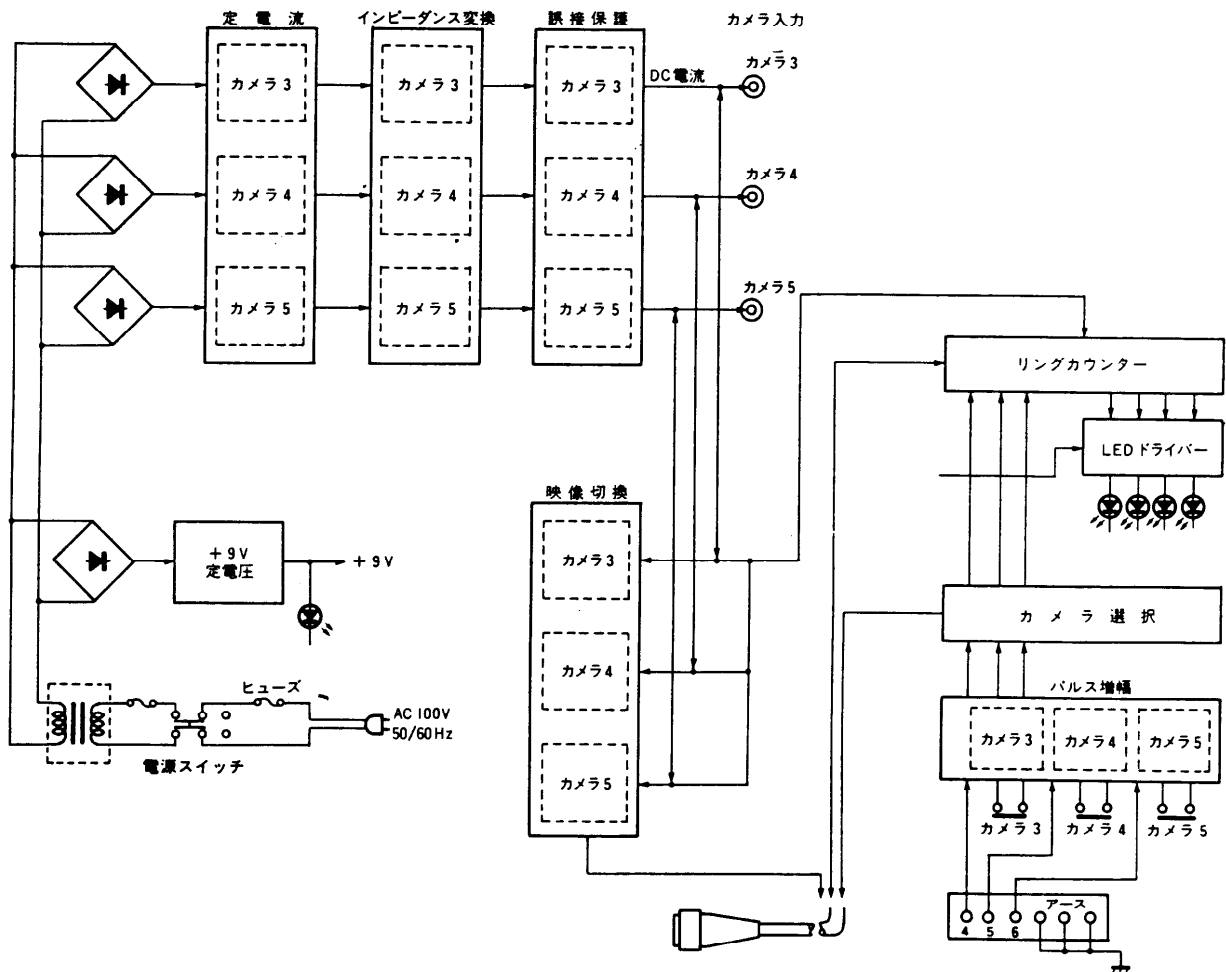 定電流
インピーダンス変換
誤接保護
カメラ入力
カメラ3
カメラ3
カメラ3
DC電流
カメラ3
カメラ4
カメラ4
カメラ4
カメラ4
カメラ5
カメラ5
カメラ5
カメラ5
リングカウンター
LEDドライバー
映像切換
カメラ3
カメラ4
カメラ5
+9V
定電圧
+9V
カメラ選択
ヒューズ
AC 100V
50/60Hz
電源スイッチ
パルス増幅
カメラ3
カメラ4
カメラ5
カメラ3
カメラ4
カメラ5
アース
4
5
6